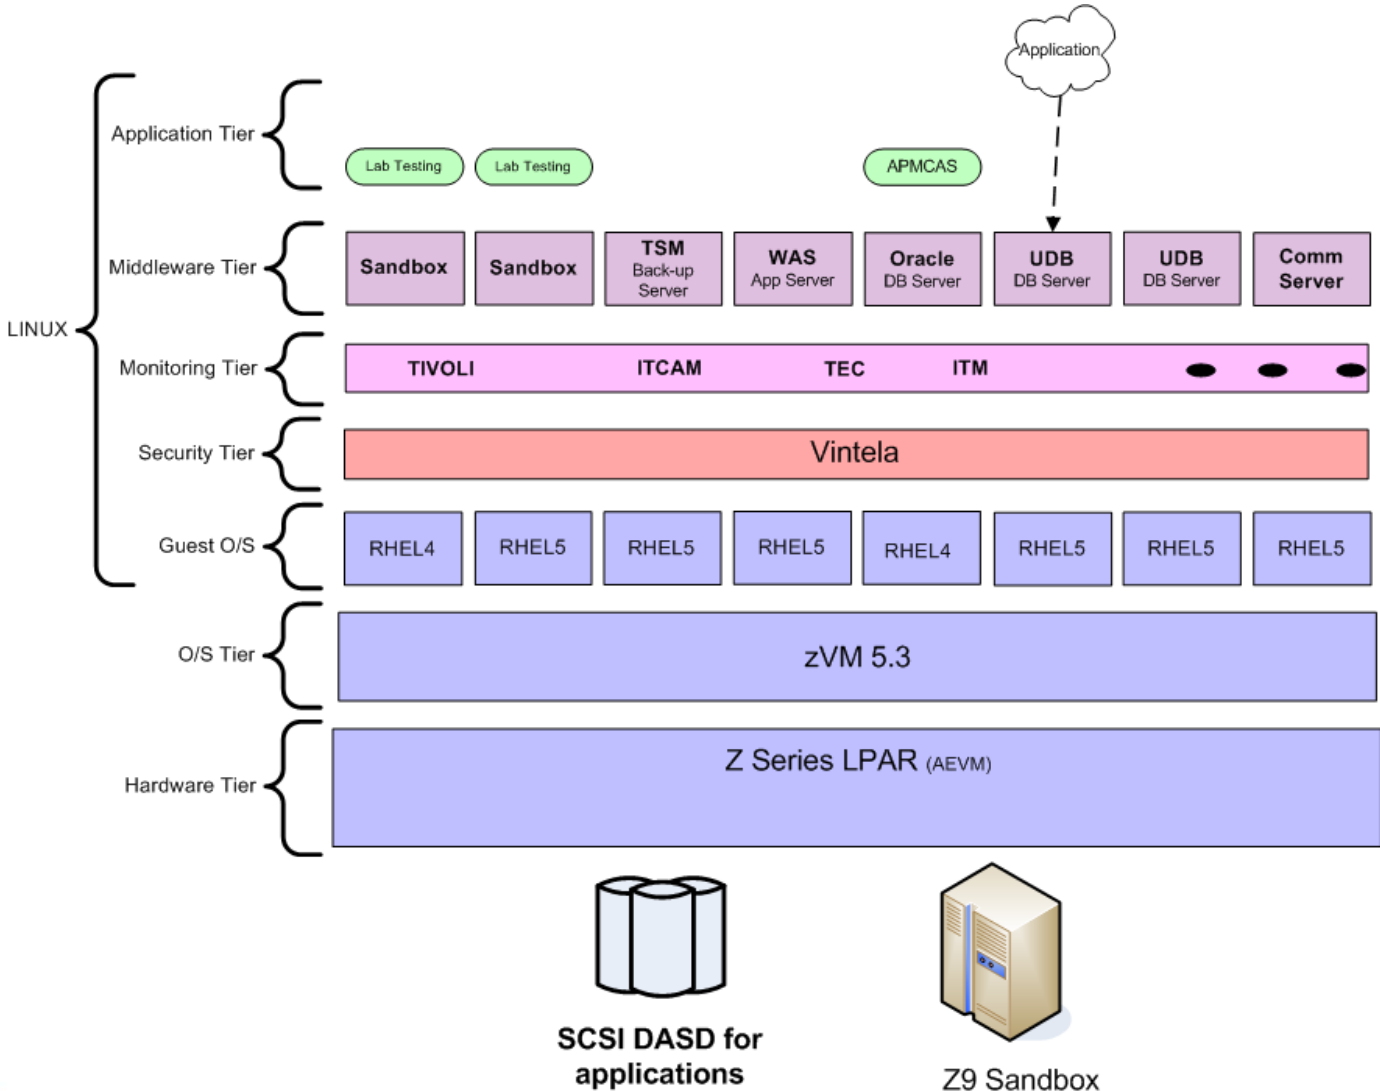 Application
Application Tier
Lab Testing
Lab Testing
APMCAS
Middleware Tier
Sandbox
Sandbox
TSM
Back-up
Server
WAS
App Server
Oracle
DB Server
UDB
DB Server
UDB
DB Server
Comm
Server
LINUX
Monitoring Tier
TIVOLI
ITCAM
TEC
ITM
Security Tier
Vintela
Guest O/S
RHEL4
RHEL5
RHEL5
RHEL5
RHEL4
RHEL5
RHEL5
RHEL5
O/S Tier
zVM 5.3
Hardware Tier
Z Series LPAR (AEVM)
SCSI DASD for
applications
Z9 Sandbox